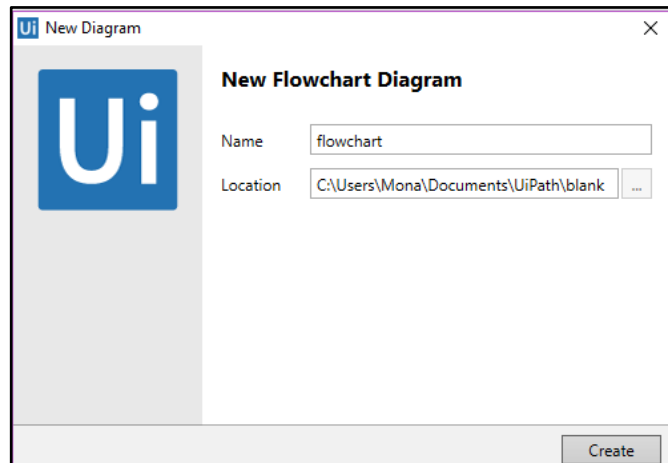 Ui New Diagram
Ui
New Flowchart Diagram
Name flowchart
Location C:\Users\Mona\Documents\UiPath\blank ...
Create